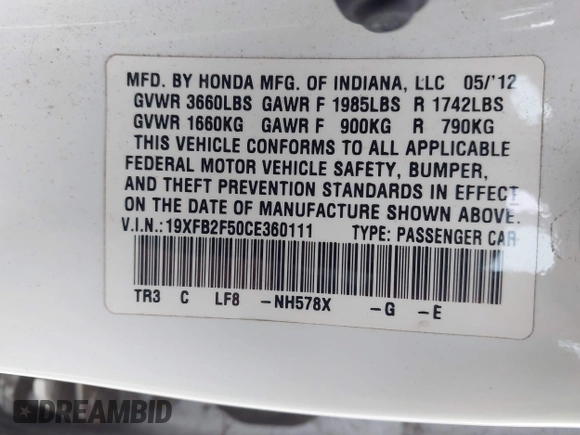 MFD. BY HONDA MFG. OF INDIANA, LLC 05/'12
GVWR 3660LBS GAWR F 1985LBS R 1742LBS
GVWR 1660KG GAWR F 900KG R 790KG
THIS VEHICLE CONFORMS TO ALL APPLICABLE
FEDERAL MOTOR VEHICLE SAFETY, BUMPER,
AND THEFT PREVENTION STANDARDS IN EFFECT
ON THE DATE OF MANUFACTURE SHOWN ABOVE.
V.I.N.:19XFB2F50CE360111 TYPE: PASSENGER CAR
TR3 C LF8 -NH578X -G -E
DREAMBID